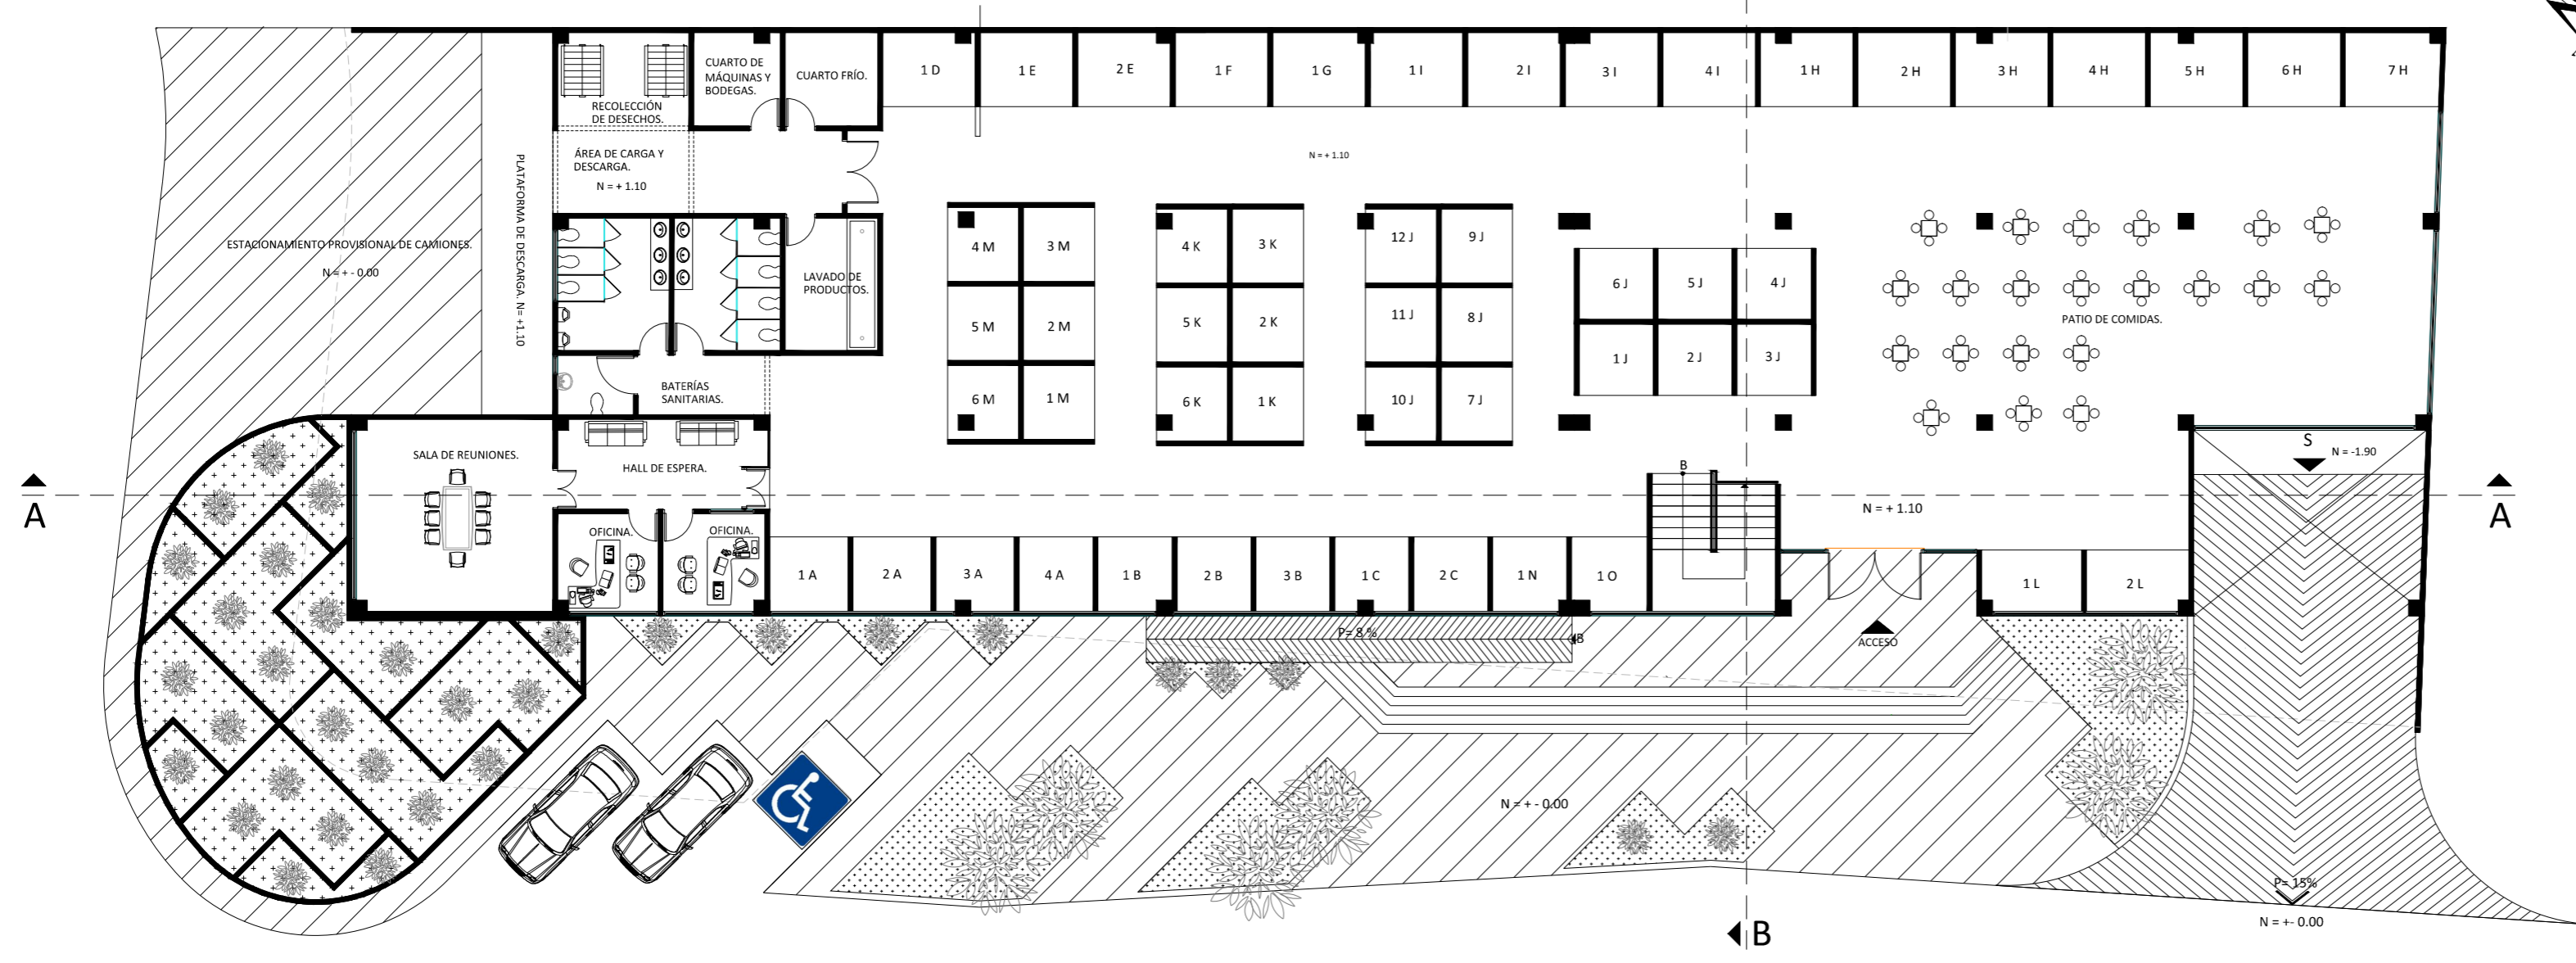 CUARTO DE
MÁQUINAS Y
BODEGAS.
CUARTO FRÍO.
1 D
1 E
2 E
1 F
1 G
1 I
2 I
3 I
4 I
1 H
2 H
3 H
4 H
5 H
6 H
7 H
RECOLECCIÓN
DE DESECHOS.
ÁREA DE CARGA Y
DESCARGA.
N = + 1.10
N = + 1.10
PLATAFORMA DE DESCARGA. N= +1.10
ESTACIONAMIENTO PROVISIONAL DE CAMIONES.
N = + - 0.00
LAVADO DE
PRODUCTOS.
4 M
3 M
5 M
2 M
6 M
1 M
4 K
3 K
5 K
2 K
6 K
1 K
12 J
9 J
11 J
8 J
10 J
7 J
6 J
5 J
4 J
1 J
2 J
3 J
PATIO DE COMIDAS.
BATERÍAS
SANITARIAS.
SALA DE REUNIONES.
HALL DE ESPERA.
B
S
N = -1.90
A
A
N = + 1.10
OFICINA.
OFICINA.
1 A
2 A
3 A
4 A
1 B
2 B
3 B
1 C
2 C
1 N
1 O
1 L
2 L
P= 8 %
B
ACCESO
N = + - 0.00
P= 15%
N = +- 0.00
B